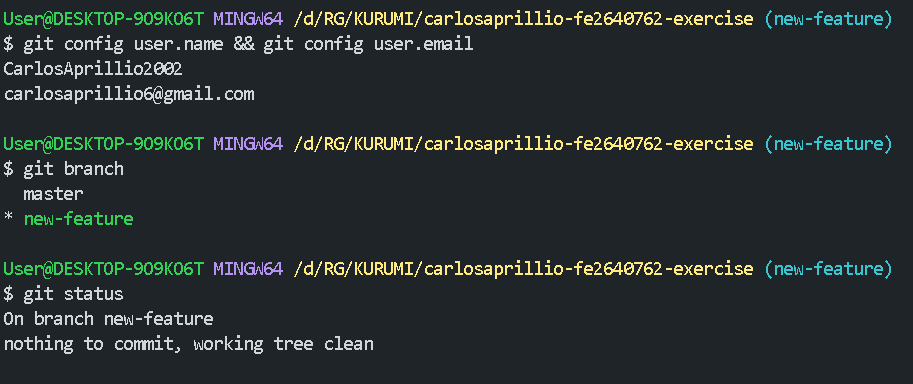 User@DESKTOP-9O9KO6T MINGW64 /d/RG/KURUMI/carlosaprillio-fe2640762-exercise (new-feature)
$ git config user.name && git config user.email
CarlosAprillio2002
carlosaprillio6@gmail.com
User@DESKTOP-9O9KO6T MINGW64 /d/RG/KURUMI/carlosaprillio-fe2640762-exercise (new-feature)
$ git branch
  master
* new-feature
User@DESKTOP-9O9KO6T MINGW64 /d/RG/KURUMI/carlosaprillio-fe2640762-exercise (new-feature)
$ git status
On branch new-feature
nothing to commit, working tree clean